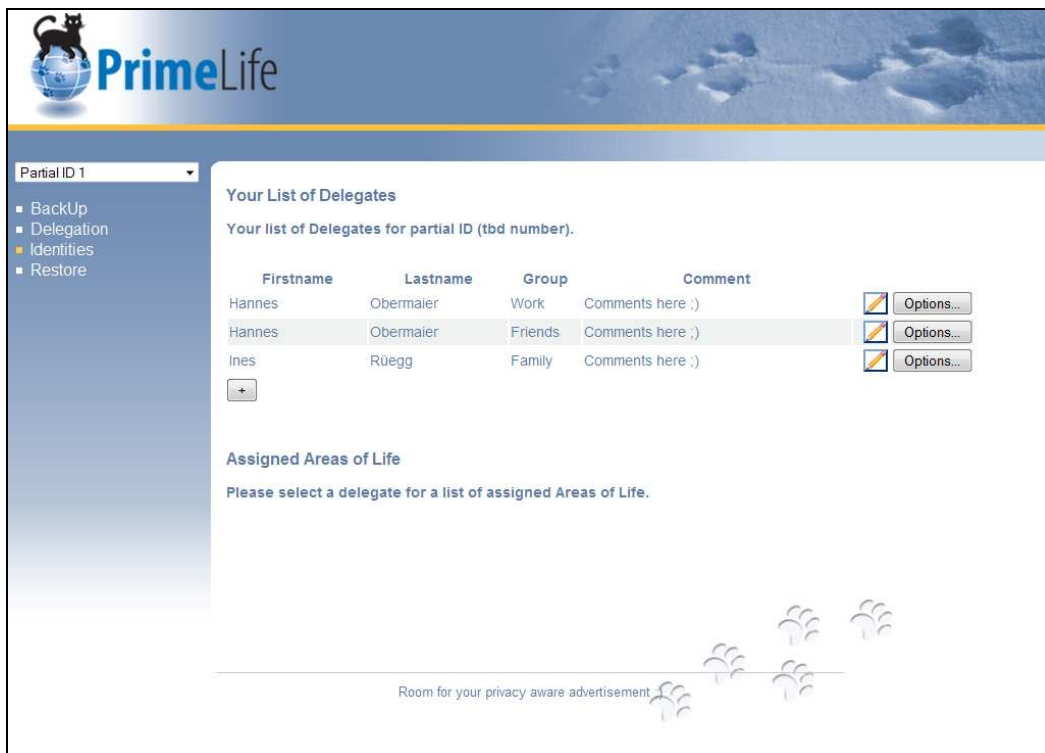 PrimeLife
Partial ID 1
BackUp
Delegation
Identities
Restore
Your List of Delegates
Your list of Delegates for partial ID (tbd number).
Firstname Lastname Group Comment
Hannes Obermaier Work Comments here ;) Options...
Hannes Obermaier Friends Comments here ;) Options...
Ines Rüegg Family Comments here ;) Options...
+
Assigned Areas of Life
Please select a delegate for a list of assigned Areas of Life.
Room for your privacy aware advertisement